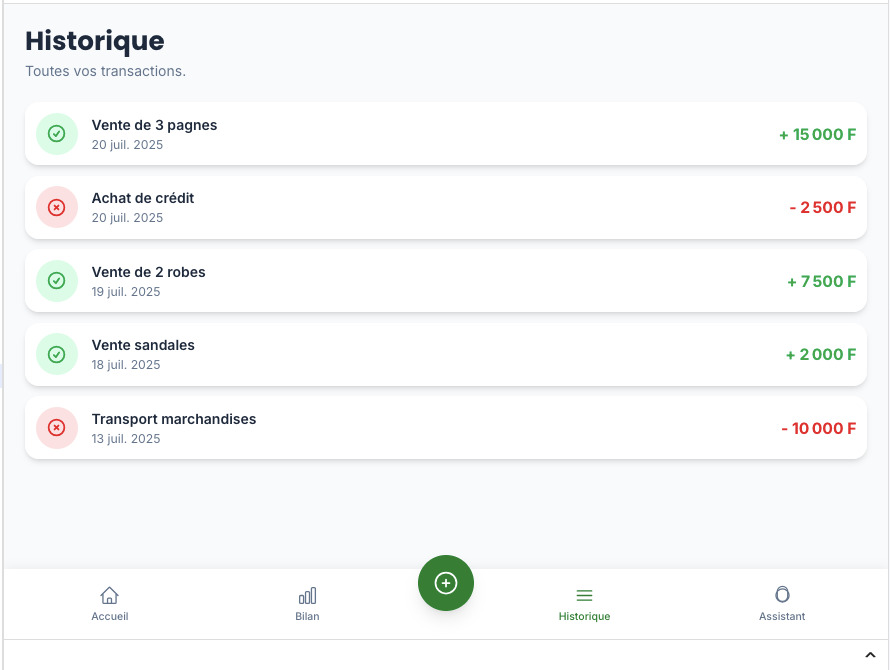 Historique
Toutes vos transactions.
Vente de 3 pagnes
20 juil. 2025
+ 15 000 F
Achat de crédit
20 juil. 2025
- 2 500 F
Vente de 2 robes
19 juil. 2025
+ 7 500 F
Vente sandales
18 juil. 2025
+ 2 000 F
Transport marchandises
13 juil. 2025
- 10 000 F
Accueil
Bilan
Historique
Assistant